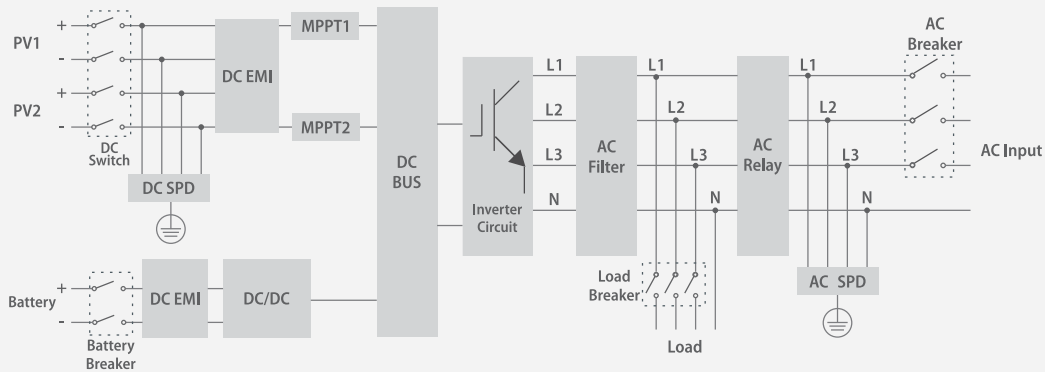 PV1
+
-
PV2
+
-
DC
Switch
DC SPD
DC EMI
MPPT1
MPPT2
Battery
+
-
Battery
Breaker
DC EMI
DC/DC
DC
BUS
Inverter
Circuit
L1
L2
L3
N
AC
Filter
L1
L2
L3
N
Load
Breaker
Load
AC
Relay
L1
L2
L3
N
AC SPD
AC
Breaker
AC Input